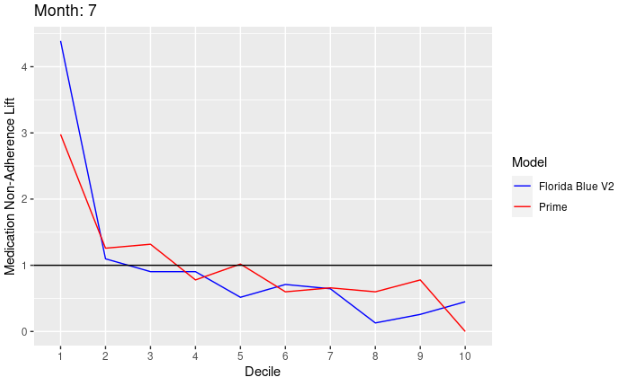 Month: 7
Medication Non-Adherence Lift
4
3
2
1
0
1 2 3 4 5 6 7 8 9 10
Decile
Model
Florida Blue V2
Prime